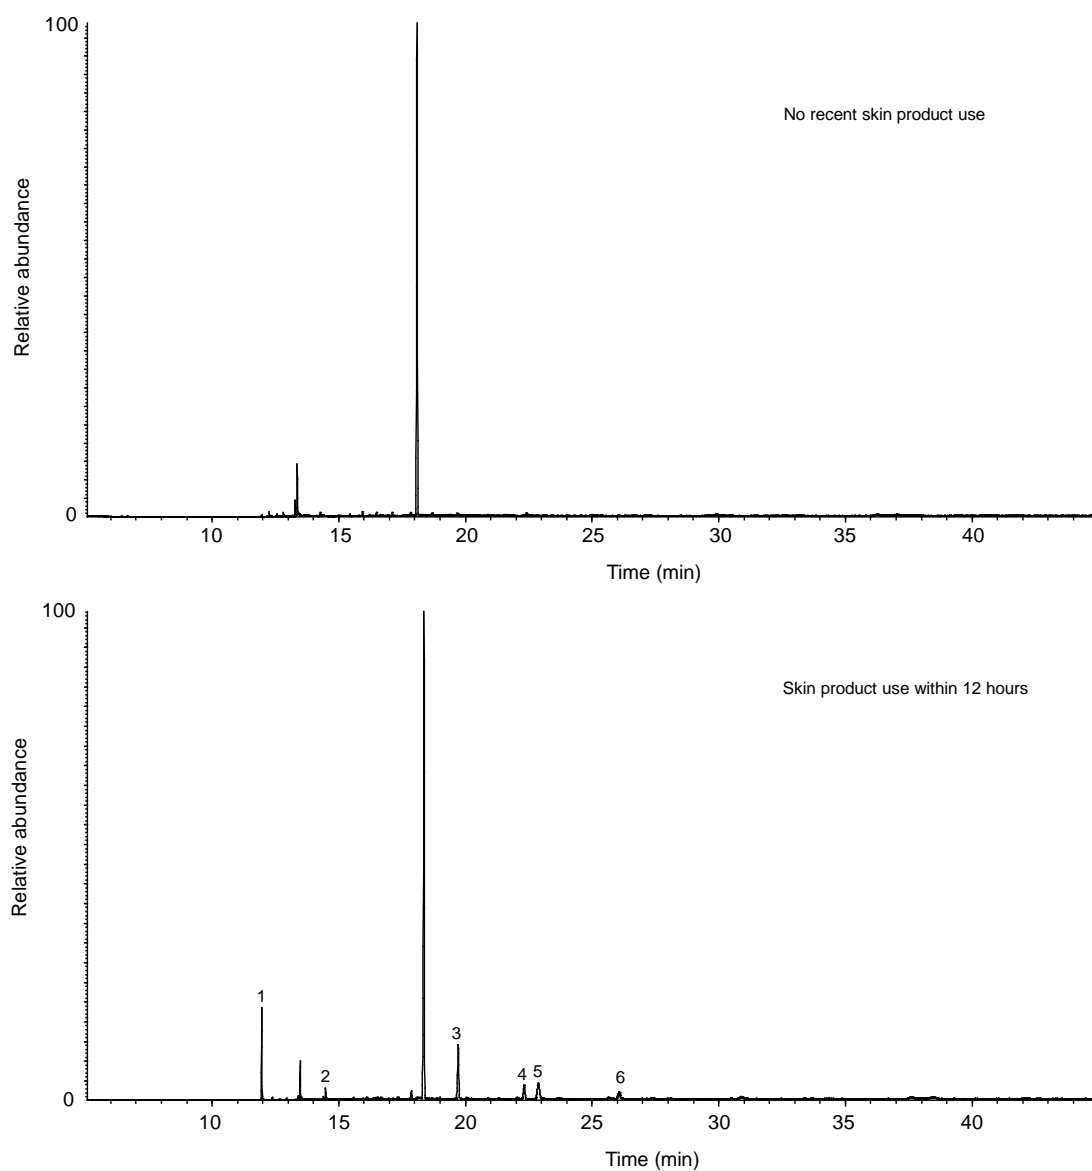 100
No recent skin product use
Relative abundance
0
10 15 20 25 30 35 40
Time (min)
100
Skin product use within 12 hours
Relative abundance
1
3
2 4 5 6
0
10 15 20 25 30 35 40
Time (min)